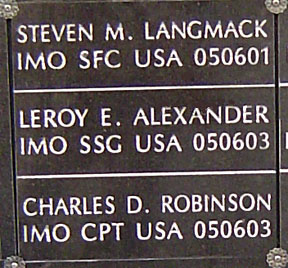 STEVEN M. LANGMACK
IMO SFC USA 050601
LEROY E. ALEXANDER
IMO SSG USA 050603
CHARLES D. ROBINSON
IMO CPT USA 050603